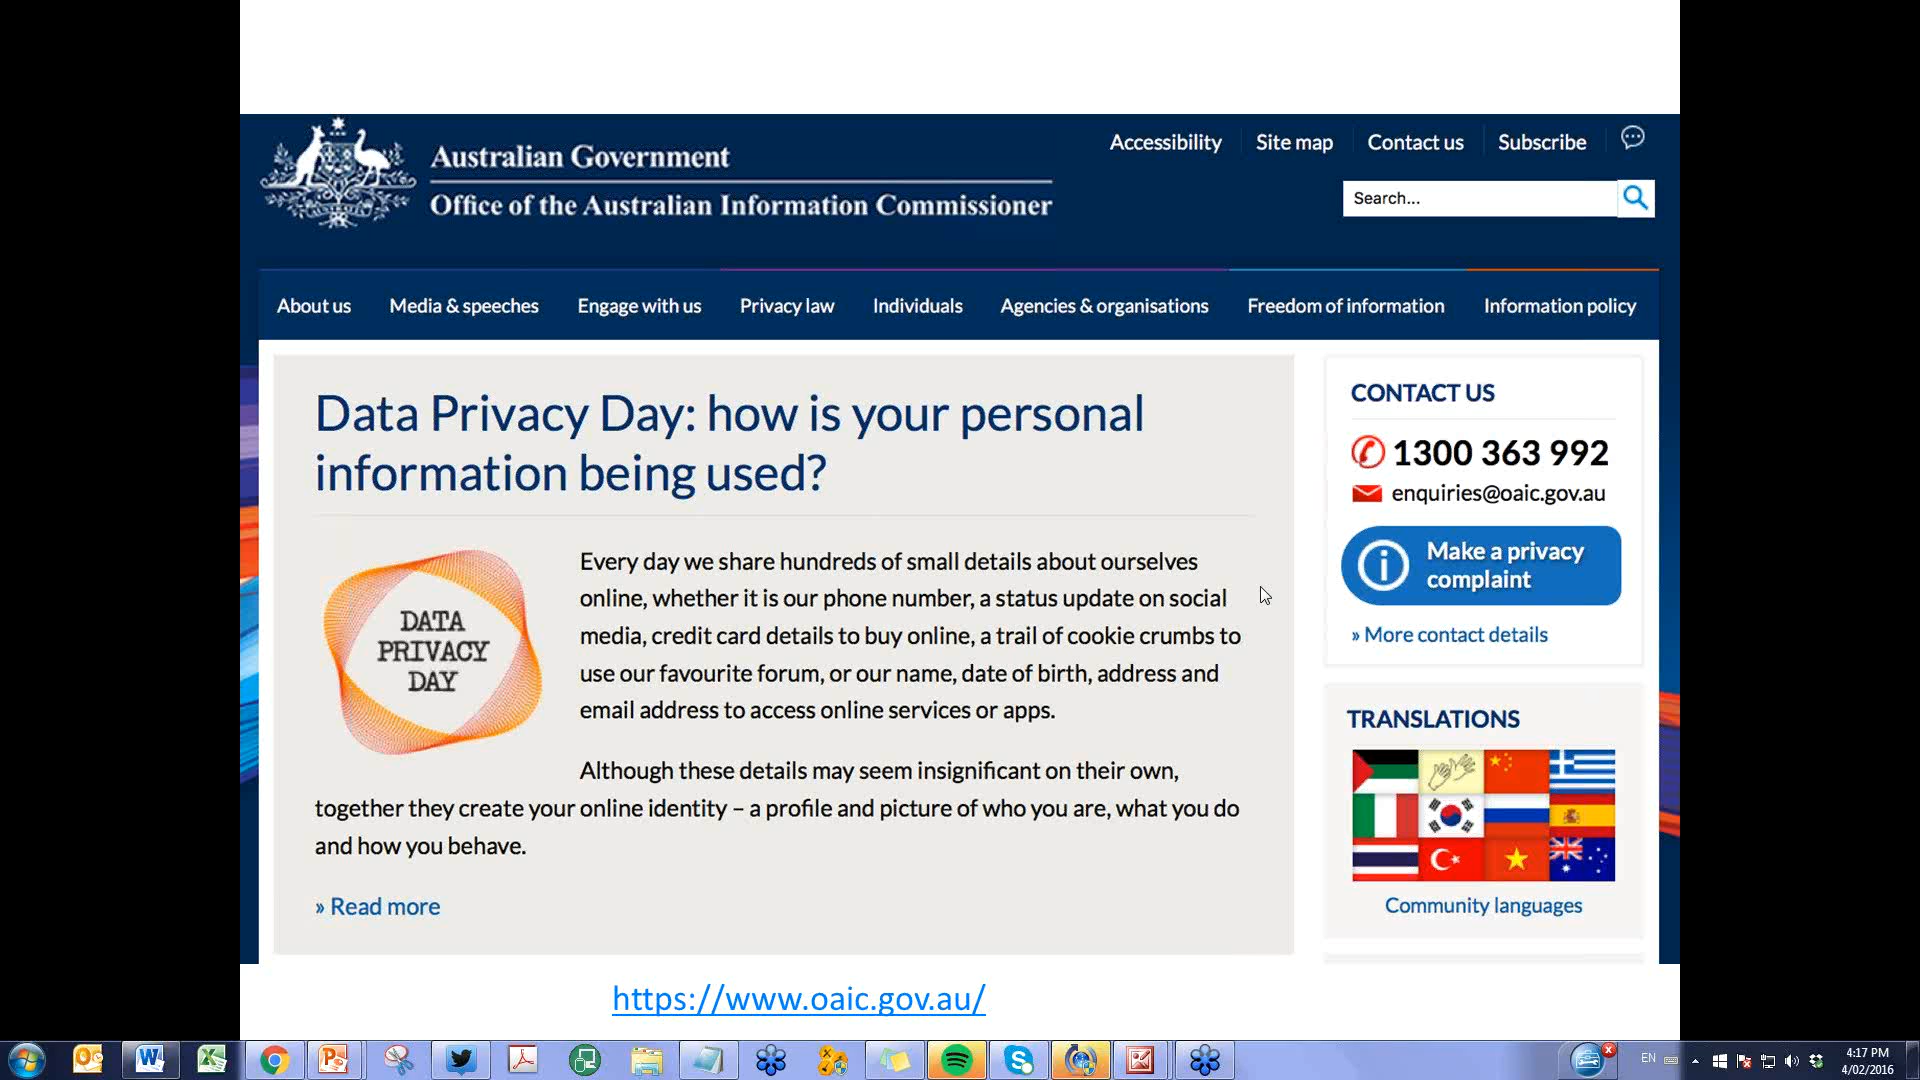 Australian Government
Office of the Australian Information Commissioner
Accessibility
Site map
Contact us
Subscribe
Search...
About us
Media & speeches
Engage with us
Privacy law
Individuals
Agencies & organisations
Freedom of information
Information policy
Data Privacy Day: how is your personal
information being used?
DATA
PRIVACY
DAY
Every day we share hundreds of small details about ourselves
online, whether it is our phone number, a status update on social
media, credit card details to buy online, a trail of cookie crumbs to
use our favourite forum, or our name, date of birth, address and
email address to access online services or apps.
Although these details may seem insignificant on their own,
together they create your online identity – a profile and picture of who you are, what you do
and how you behave.
» Read more
CONTACT US
1300 363 992
enquiries@oaic.gov.au
Make a privacy
complaint
» More contact details
TRANSLATIONS
Community languages
https://www.oaic.gov.au/
EN
4:17 PM
4/02/2016